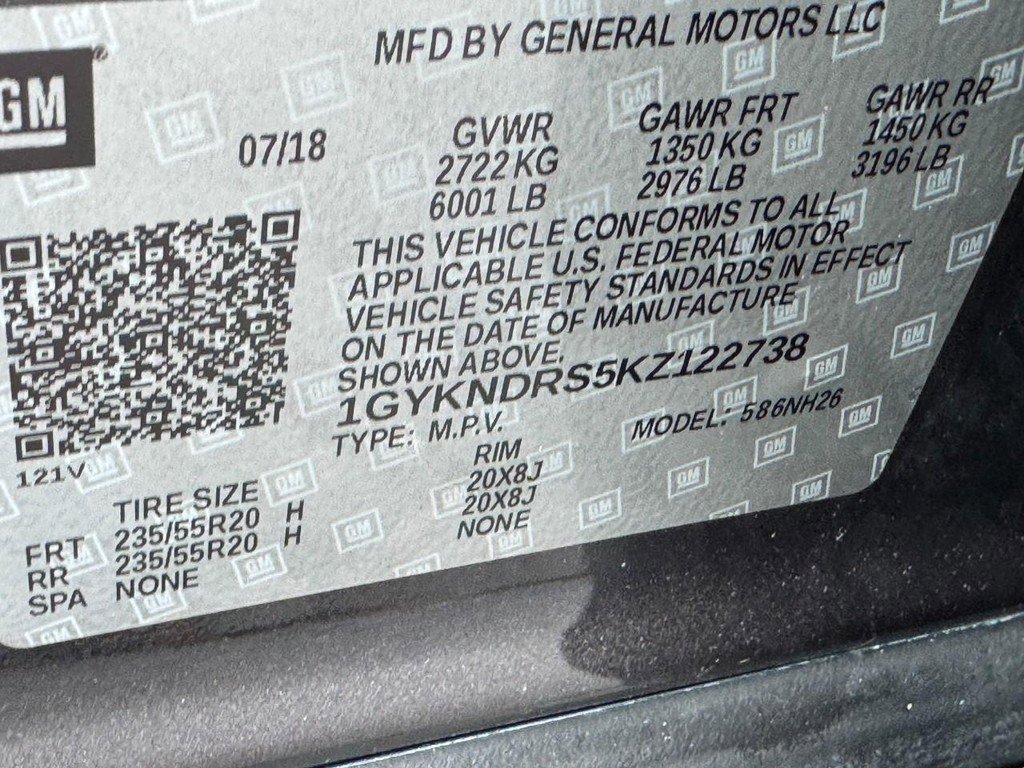 MFD BY GENERAL MOTORS LLC
GM
07/18
GVWR GAWR FRT GAWR RR
2722 KG 1350 KG 1450 KG
6001 LB 2976 LB 3196 LB
THIS VEHICLE CONFORMS TO ALL
APPLICABLE U.S. FEDERAL MOTOR
VEHICLE SAFETY STANDARDS IN EFFECT
ON THE DATE OF MANUFACTURE
SHOWN ABOVE.
1GYKNDRS5KZ122738
TYPE: M.P.V. MODEL: 586NH26
121V
TIRE SIZE RIM
FRT 235/55R20 H 20X8J
RR 235/55R20 H 20X8J
SPA NONE NONE